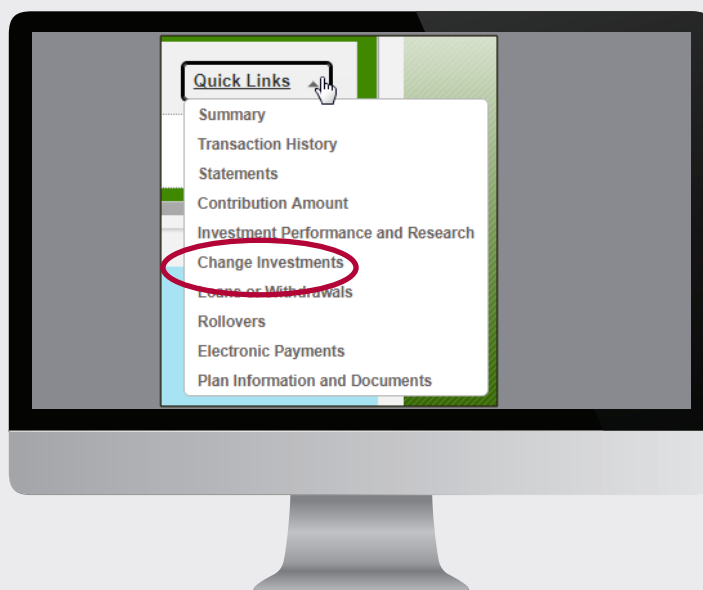 Quick Links
Summary
Transaction History
Statements
Contribution Amount
Investment Performance and Research
Change Investments
Loans or Withdrawals
Rollovers
Electronic Payments
Plan Information and Documents